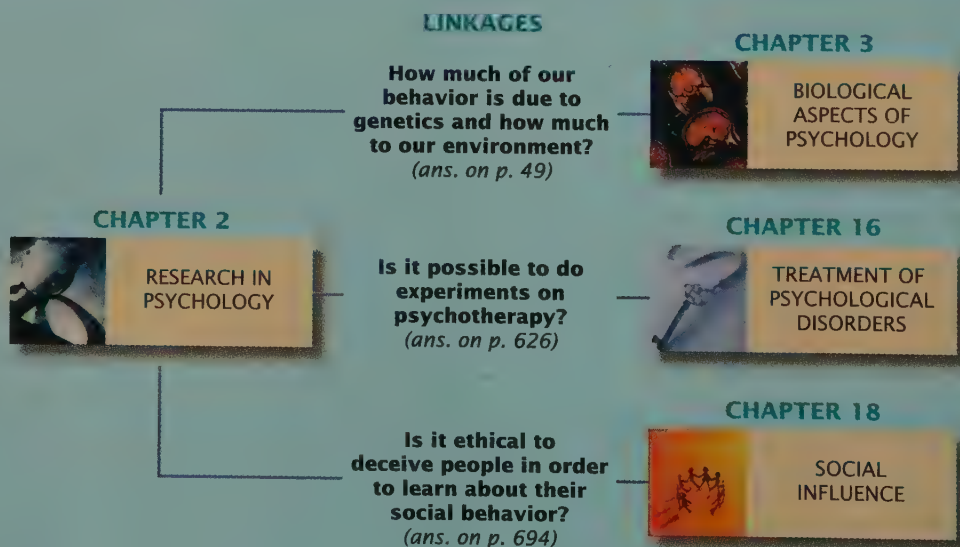 LINKAGES
CHAPTER 2
RESEARCH IN
PSYCHOLOGY
How much of our
behavior is due to
genetics and how much
to our environment?
(ans. on p. 49)
CHAPTER 3
BIOLOGICAL
ASPECTS OF
PSYCHOLOGY
Is it possible to do
experiments on
psychotherapy?
(ans. on p. 626)
CHAPTER 16
TREATMENT OF
PSYCHOLOGICAL
DISORDERS
Is it ethical to
deceive people in order
to learn about their
social behavior?
(ans. on p. 694)
CHAPTER 18
SOCIAL
INFLUENCE